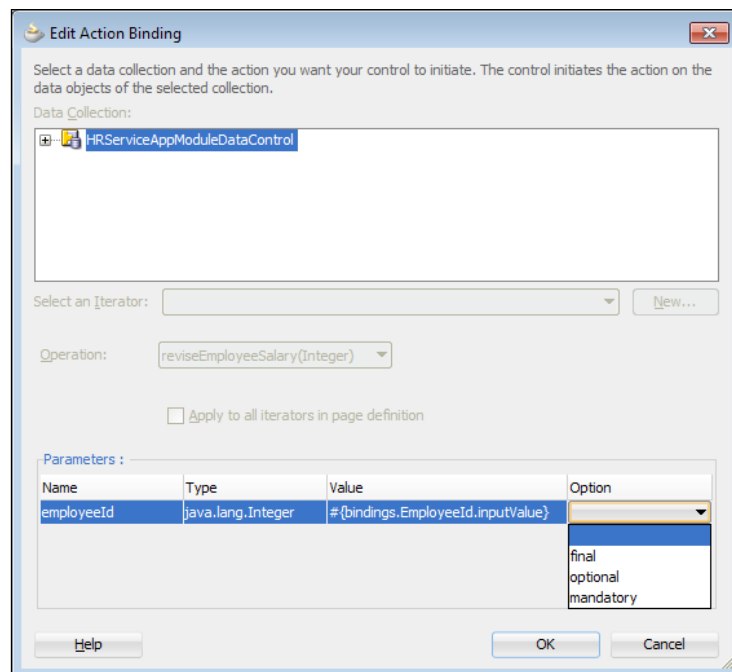 Edit Action Binding
Select a data collection and the action you want your control to initiate. The control initiates the action on the
data objects of the selected collection.
Data Collection:
HRServiceAppModuleDataControl
Select an Iterator:
New...
Operation:
reviseEmployeeSalary(Integer)
Apply to all iterators in page definition
Parameters :
Name Type Value Option
employeeId java.lang.Integer #{bindings.EmployeeId.inputValue}
final
optional
mandatory
Help OK Cancel